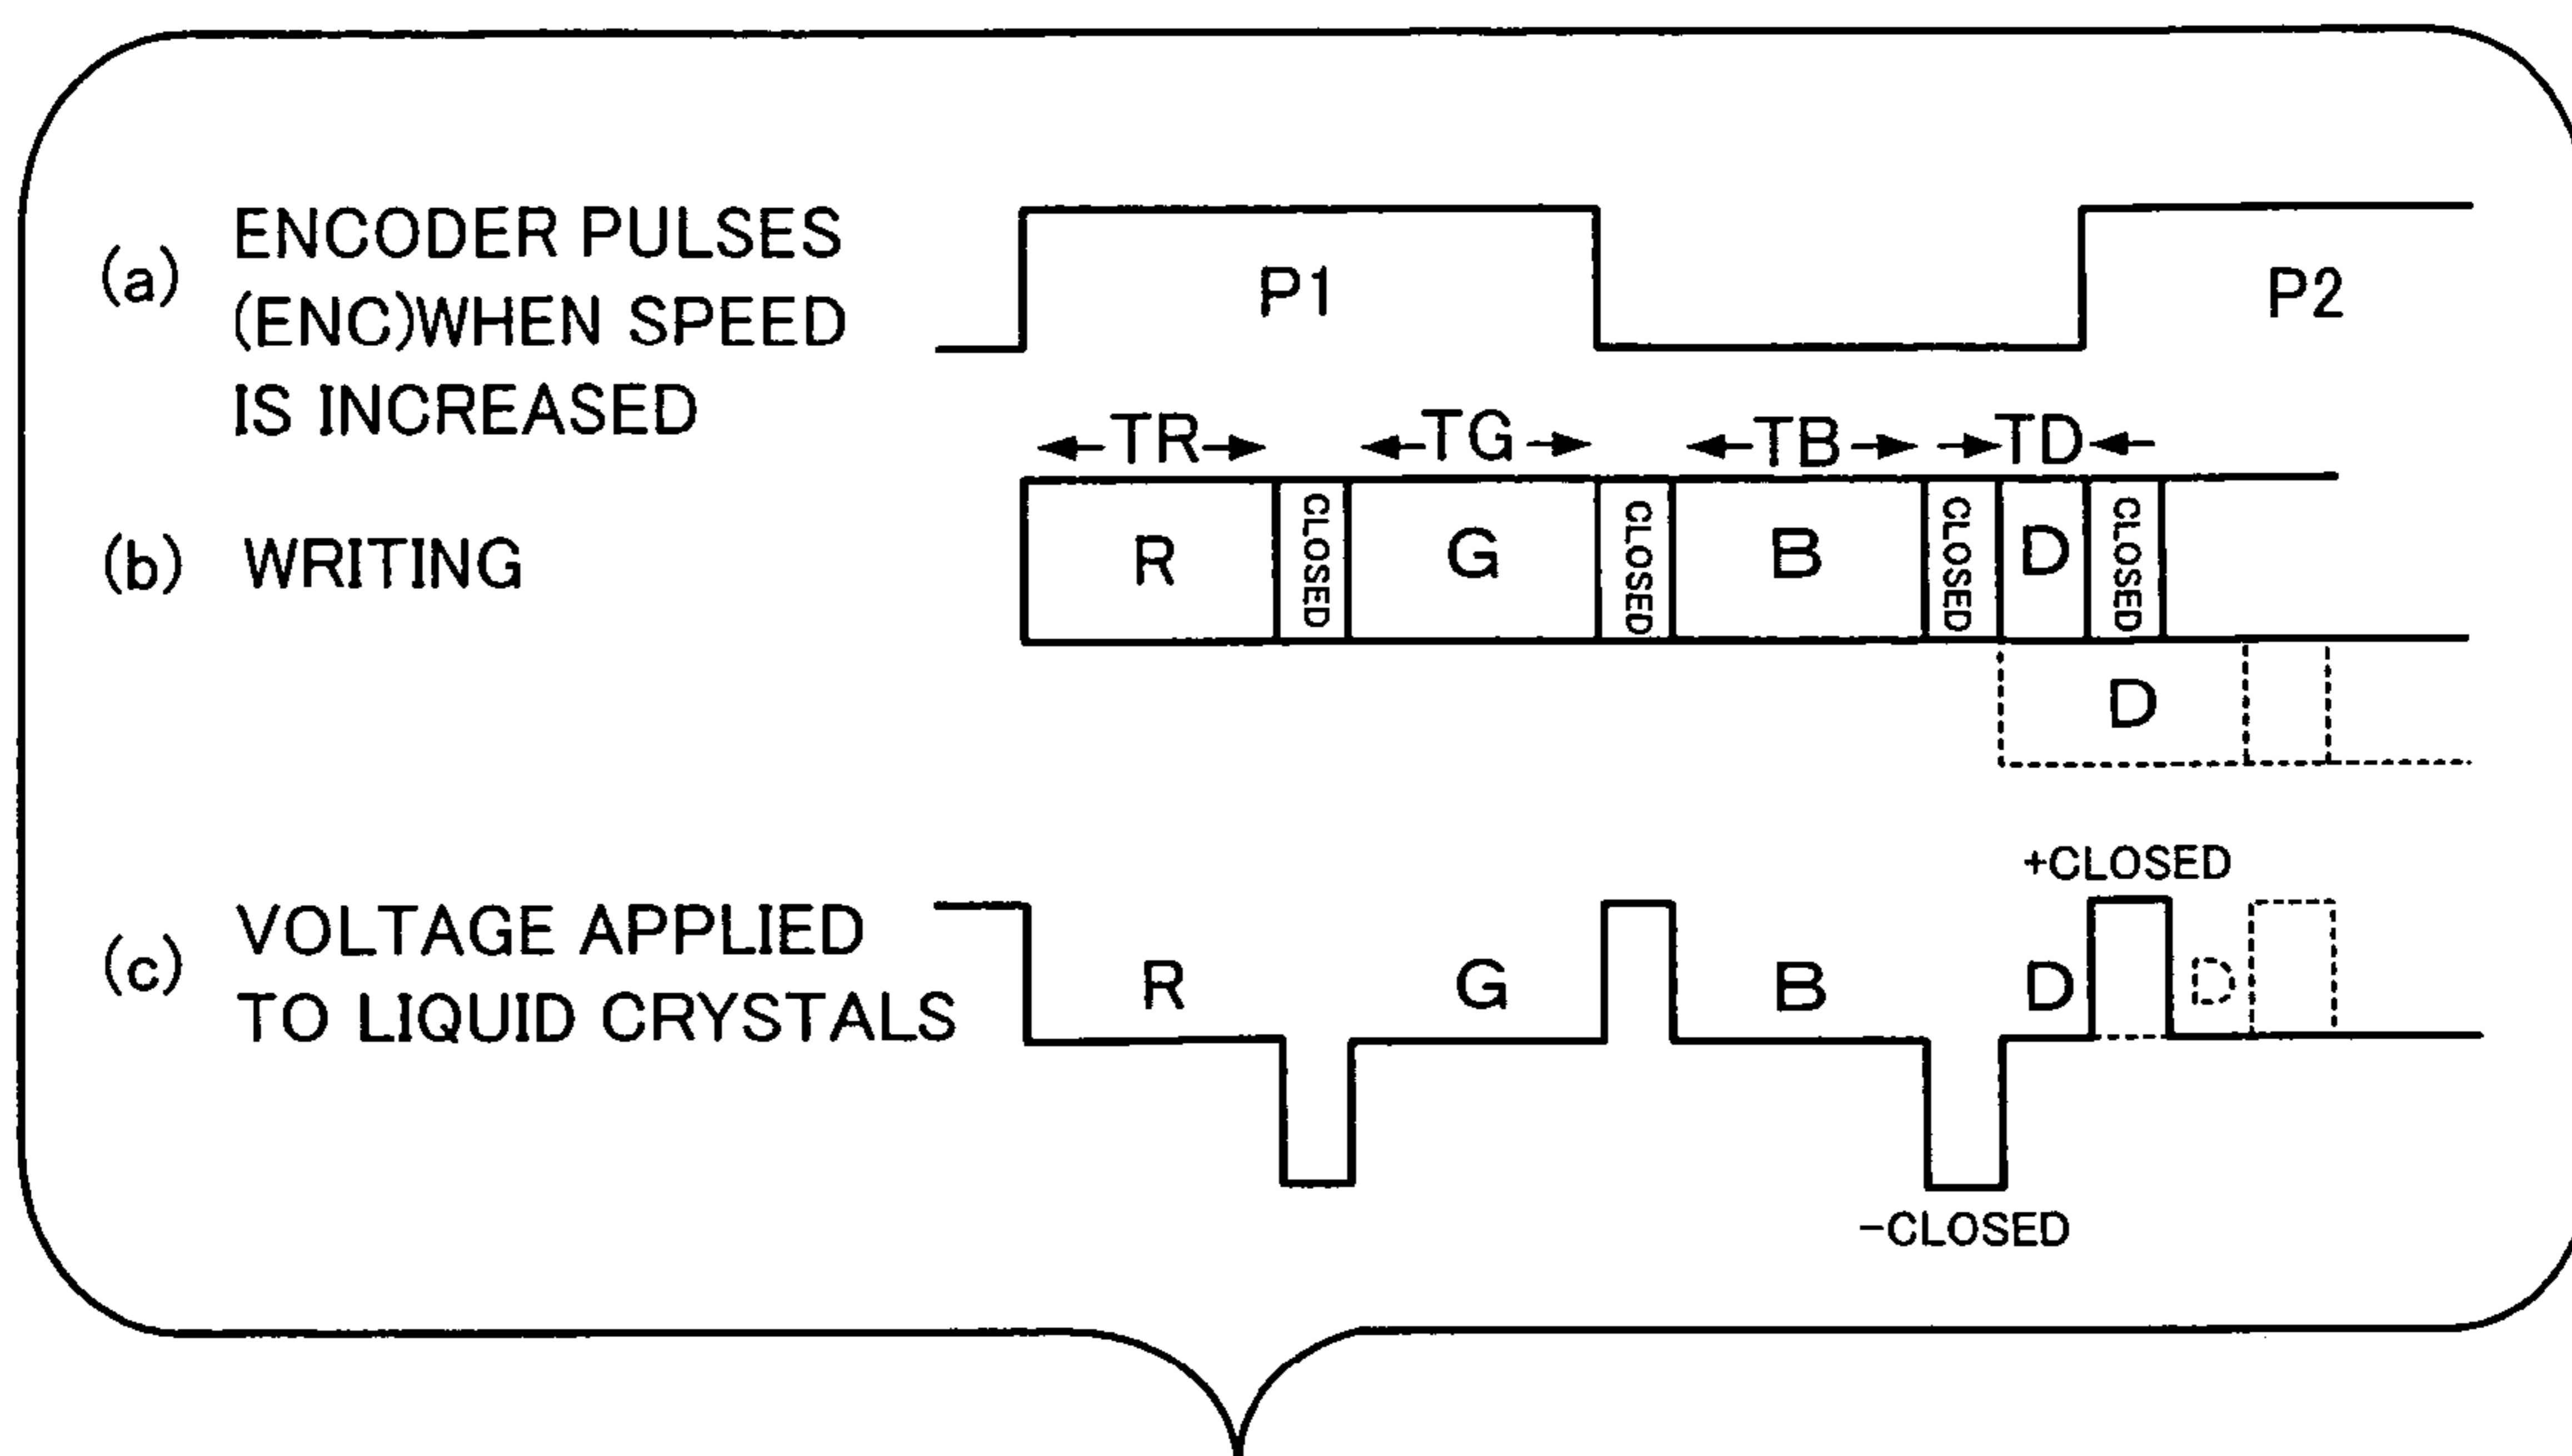 (a) ENCODER PULSES
(ENC)WHEN SPEED
IS INCREASED
P1
P2
TR
TG
TB
TD
(b) WRITING
R
CLOSED
G
CLOSED
B
CLOSED
D
CLOSED
D
(c) VOLTAGE APPLIED
TO LIQUID CRYSTALS
+CLOSED
R
G
B
D
D
-CLOSED